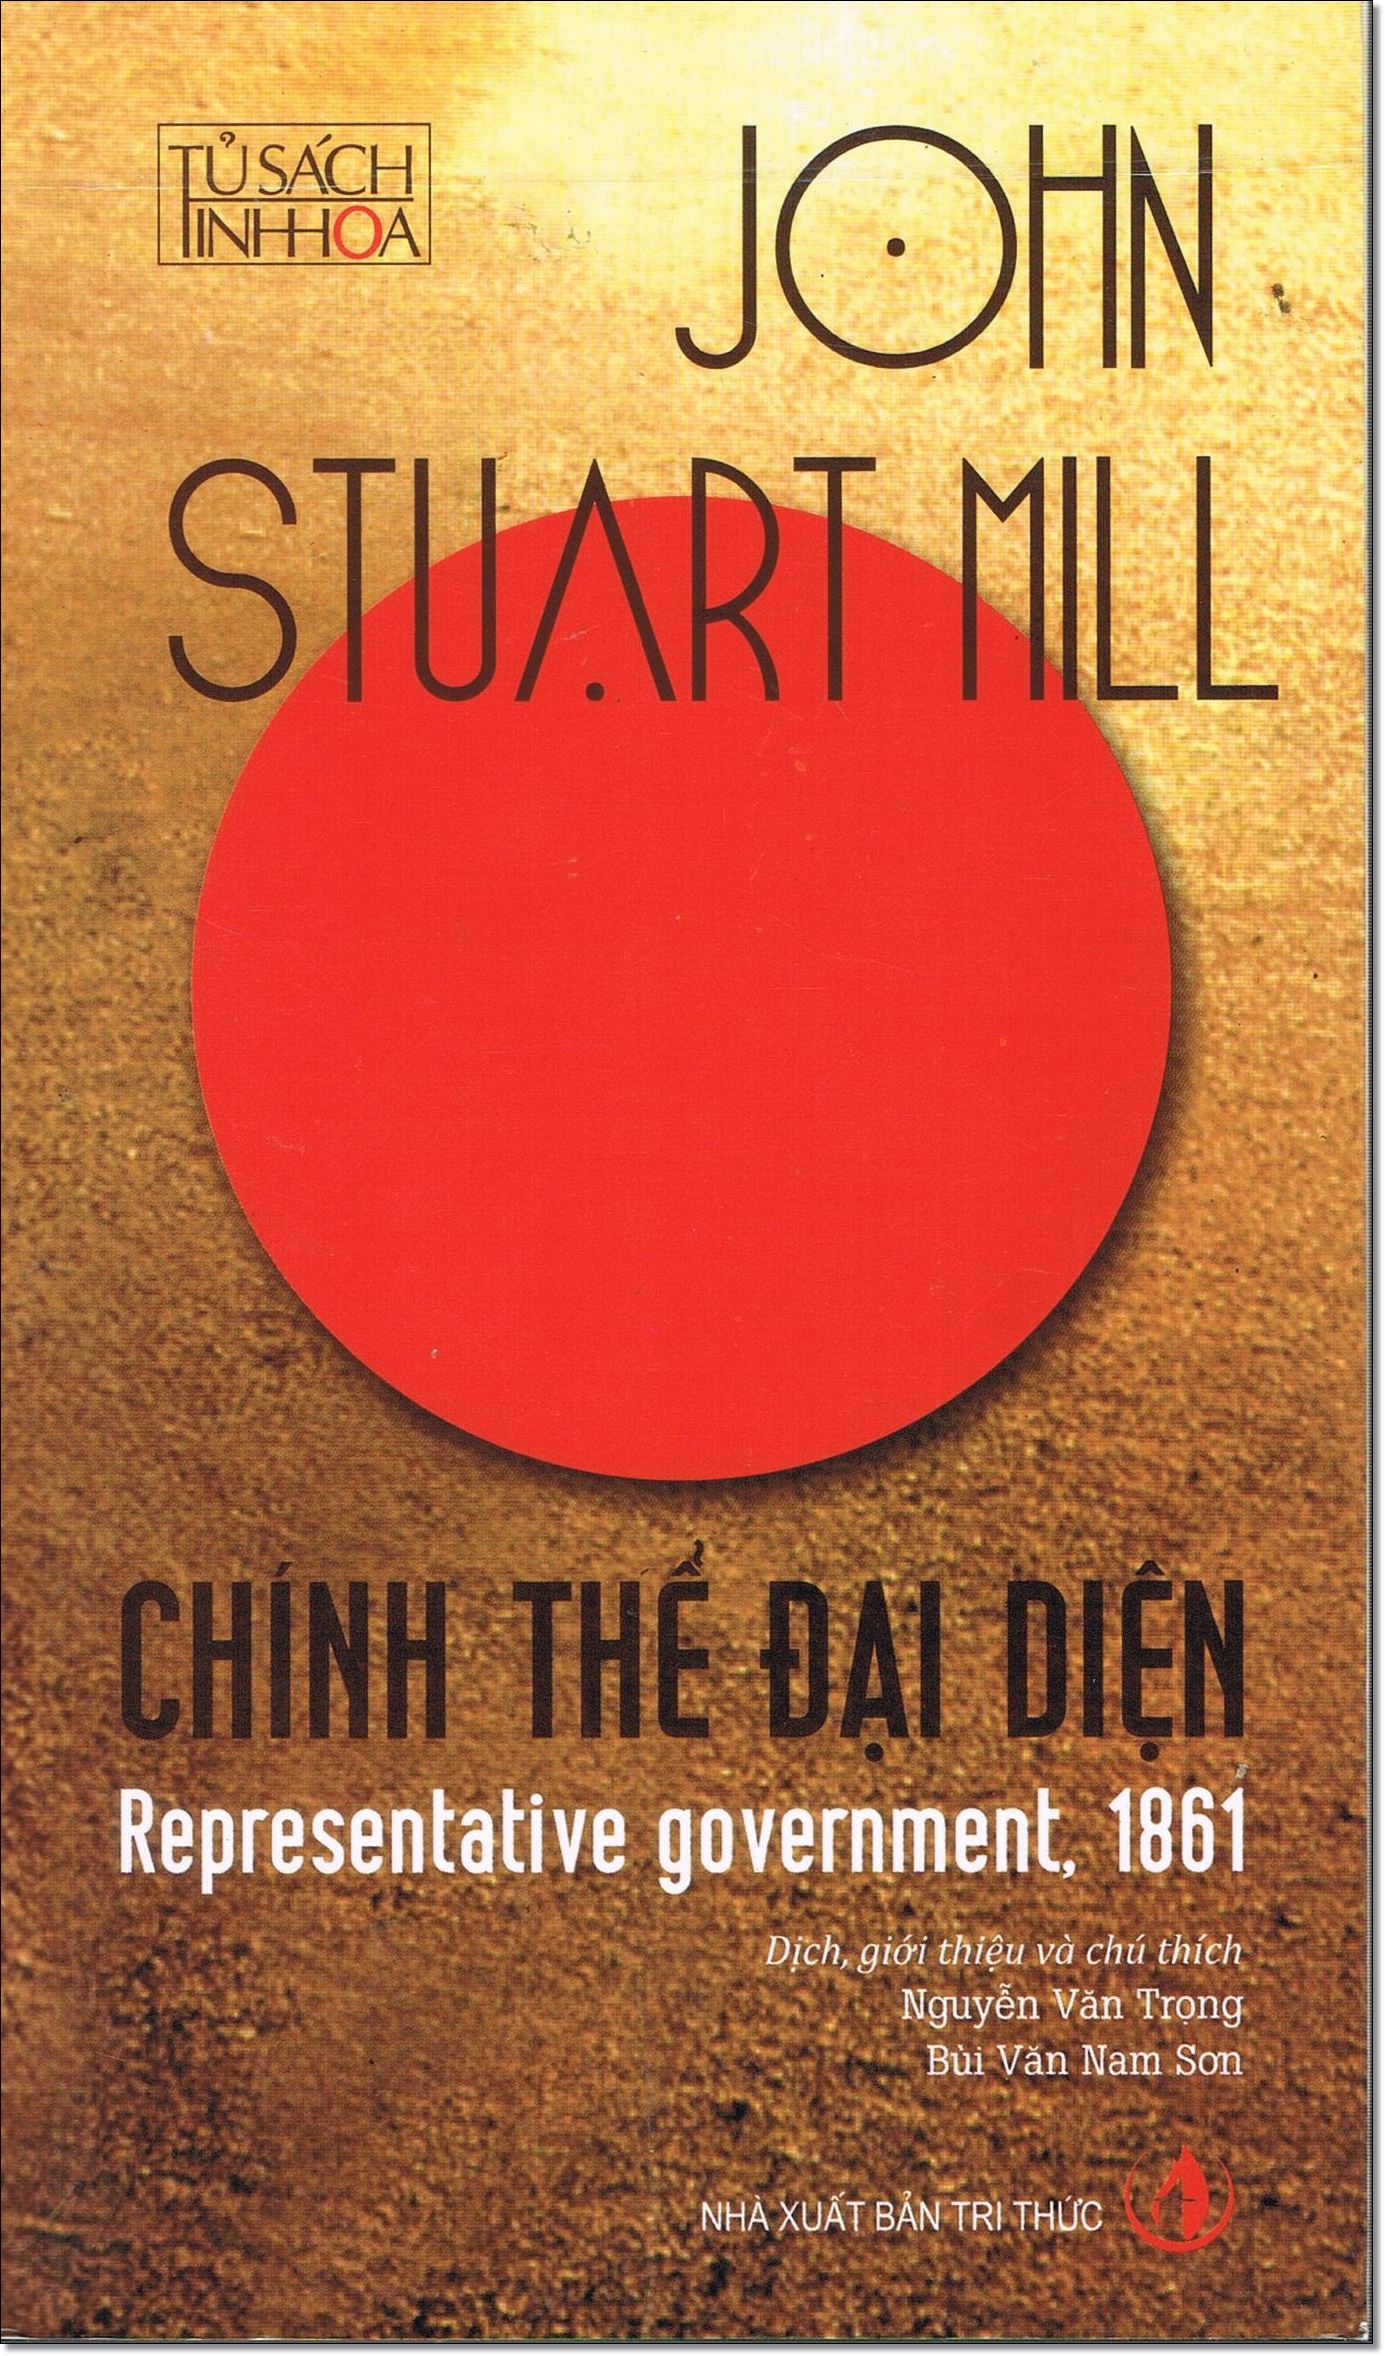 TỦ SÁCH
TINH HOA
JOHN
STUART MILL
CHÍNH THỂ ĐẠI DIỆN
Representative government, 1861
Dịch, giới thiệu và chú thích
Nguyễn Văn Trọng
Bùi Văn Nam Sơn
NHÀ XUẤT BẢN TRI THỨC